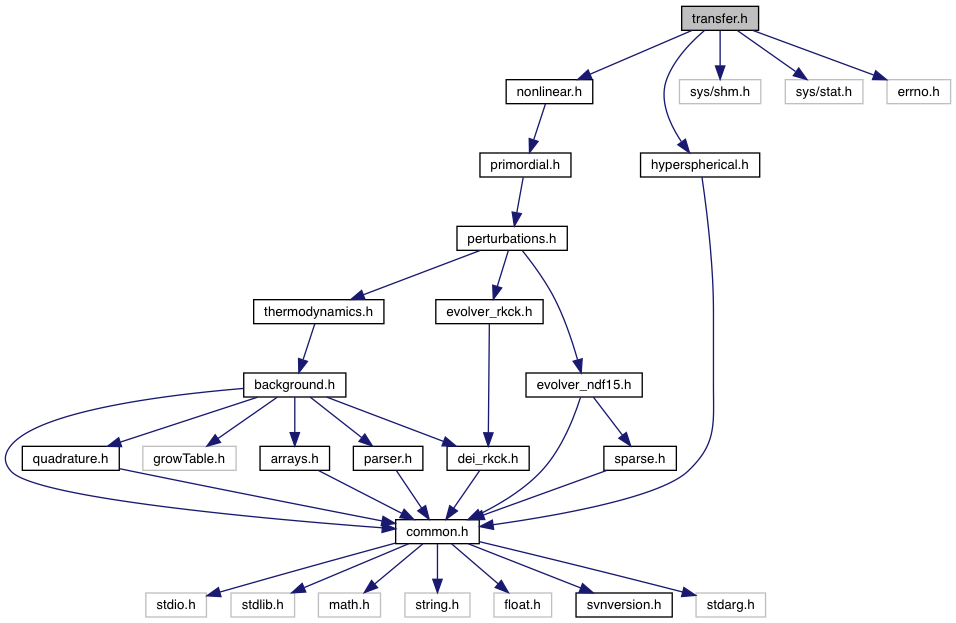 transfer.h
nonlinear.h
sys/shm.h
sys/stat.h
errno.h
primordial.h
hyperspherical.h
perturbations.h
thermodynamics.h
evolver_rkck.h
background.h
evolver_ndf15.h
quadrature.h
growTable.h
arrays.h
parser.h
dei_rkck.h
sparse.h
common.h
stdio.h
stdlib.h
math.h
string.h
float.h
svnversion.h
stdarg.h